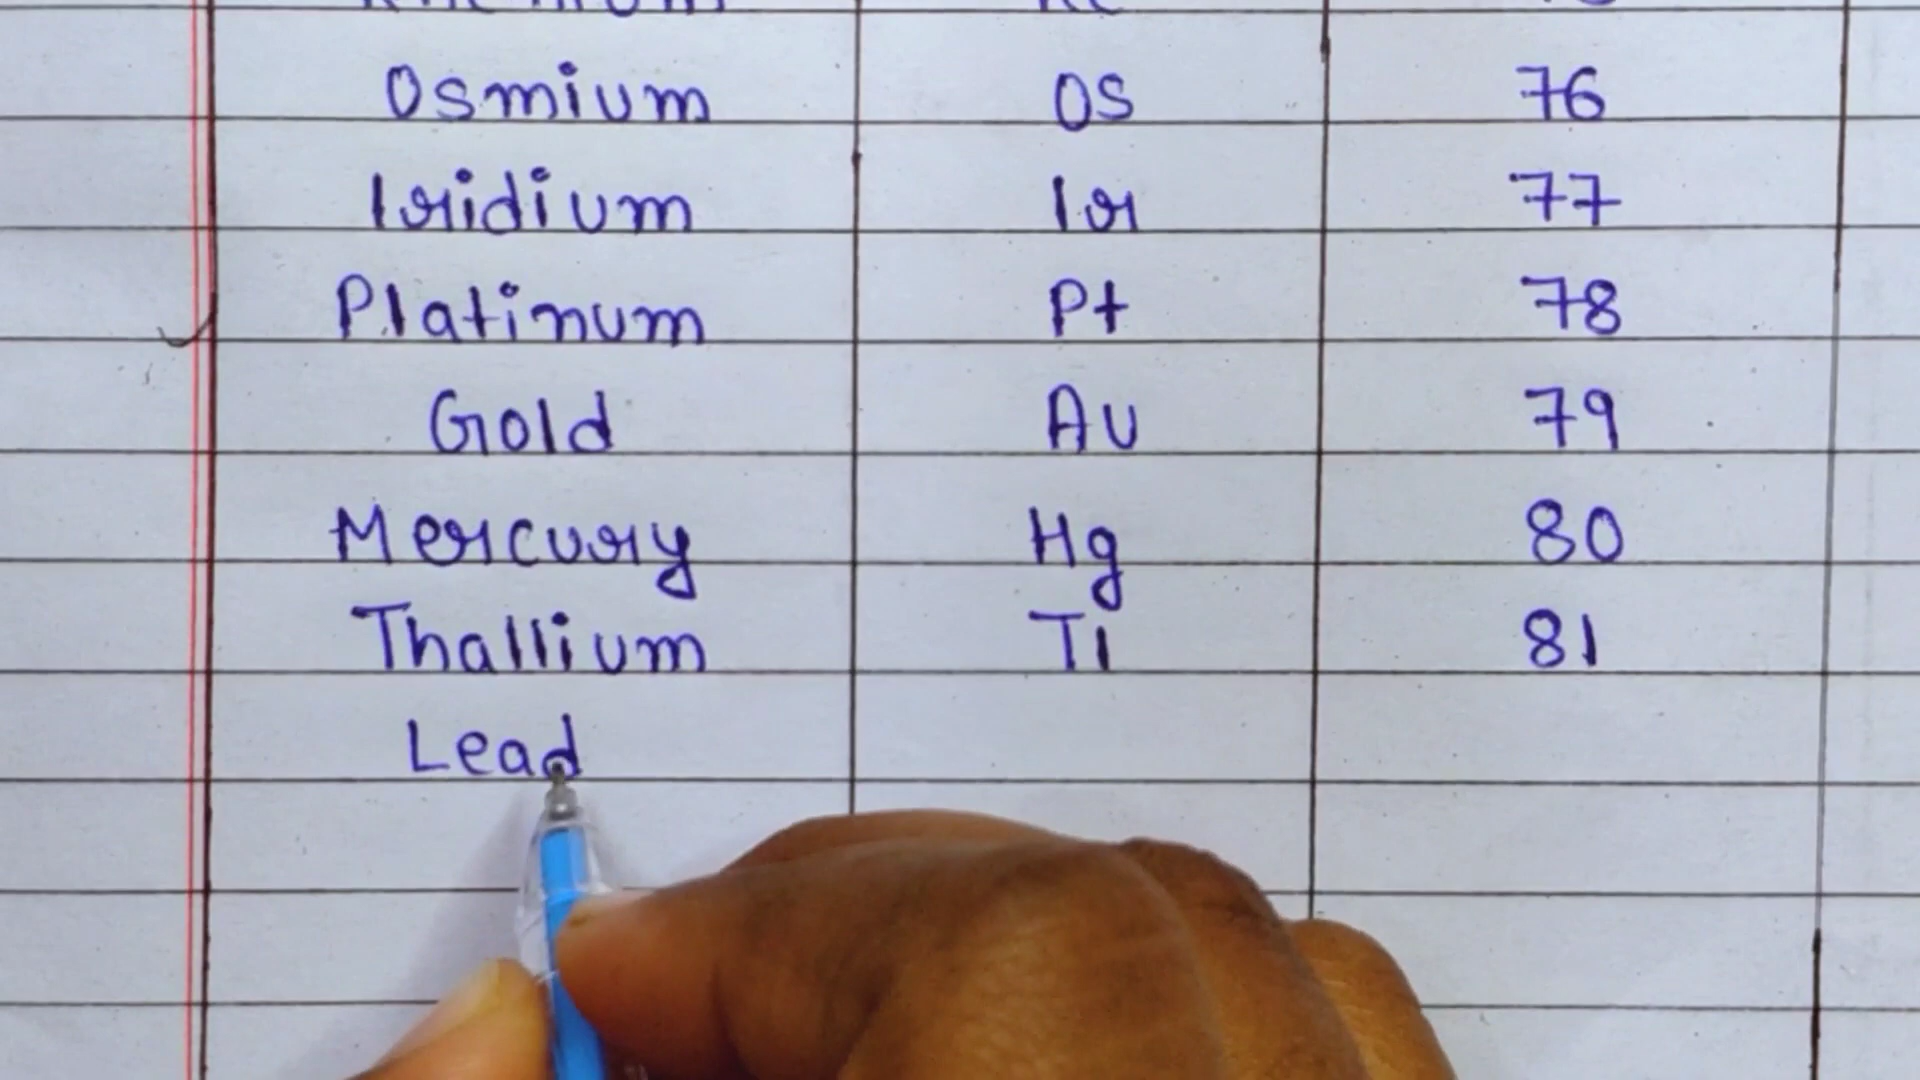 Osmium Os 76
Iridium Ir 77
Platinum Pt 78
Gold Au 79
Mercury Hg 80
Thallium Tl 81
Lead